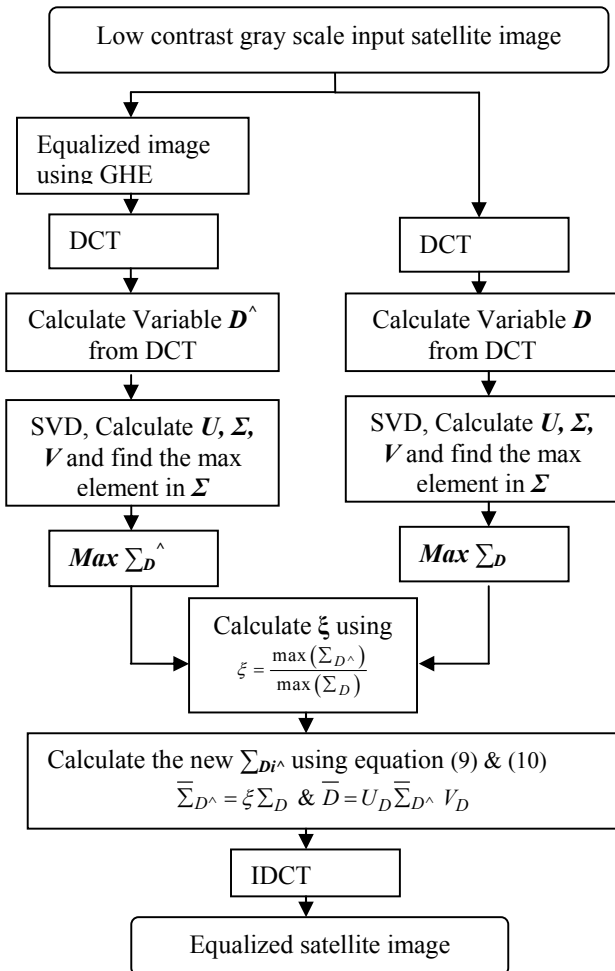 Low contrast gray scale input satellite image
Equalized image
using GHE
DCT
Calculate Variable D^
from DCT
SVD, Calculate U, Σ,
V and find the max
element in Σ
Max ∑D^
DCT
Calculate Variable D
from DCT
SVD, Calculate U, Σ,
V and find the max
element in Σ
Max ∑D
Calculate ξ using
ξ = max(∑D^) / max(∑D)
Calculate the new ∑Di^ using equation (9) & (10)
Σ̅D^ = ξ∑D & D̅ = UD Σ̅D^ VD
IDCT
Equalized satellite image